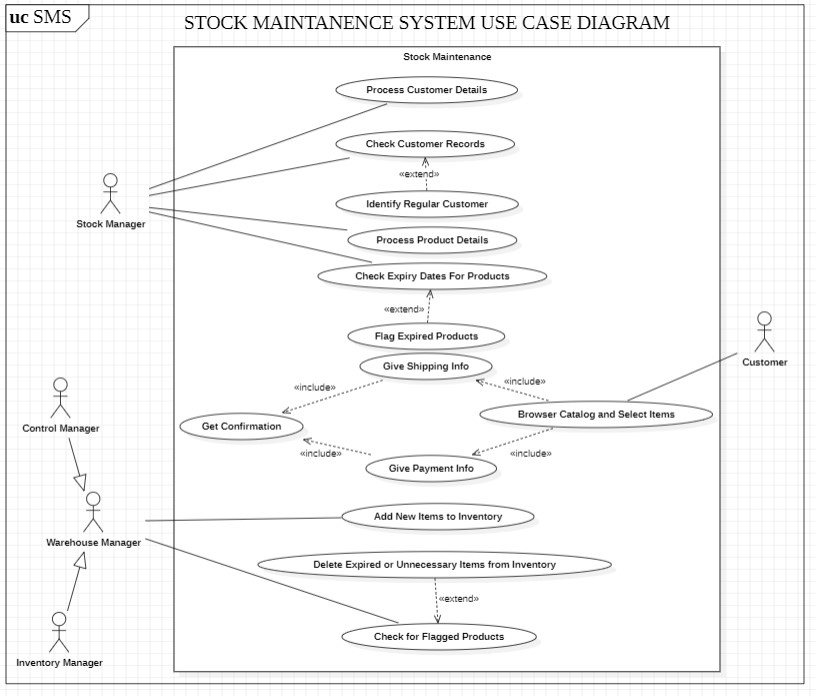 uc SMS
STOCK MAINTANENCE SYSTEM USE CASE DIAGRAM
Stock Maintenance
Process Customer Details
Check Customer Records
«extend»
Identify Regular Customer
Stock Manager
Process Product Details
Check Expiry Dates For Products
«extend»
Flag Expired Products
Give Shipping Info
Customer
«include»
«include»
Browser Catalog and Select Items
Control Manager
Get Confirmation
«include»
«include»
Give Payment Info
Add New Items to Inventory
Warehouse Manager
Delete Expired or Unnecessary Items from Inventory
«extend»
Check for Flagged Products
Inventory Manager